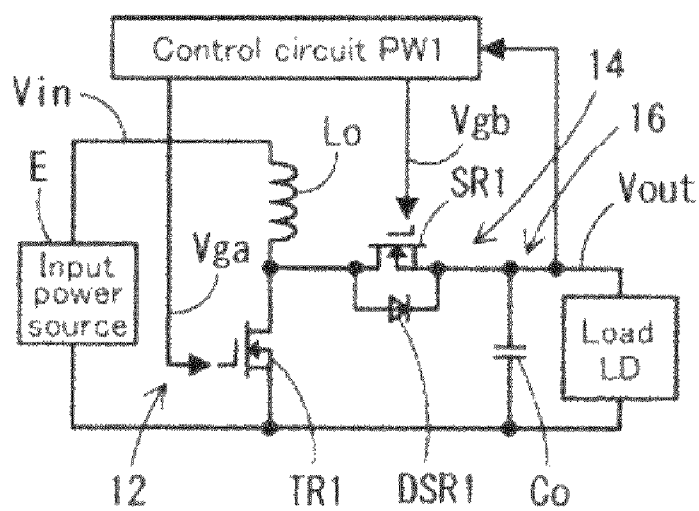 Control circuit PW1
14
Vin
Lo
Vgb
16
E
SR1
Vout
Input
power
source
Vga
Load
LD
12
TR1
DSR1
Co